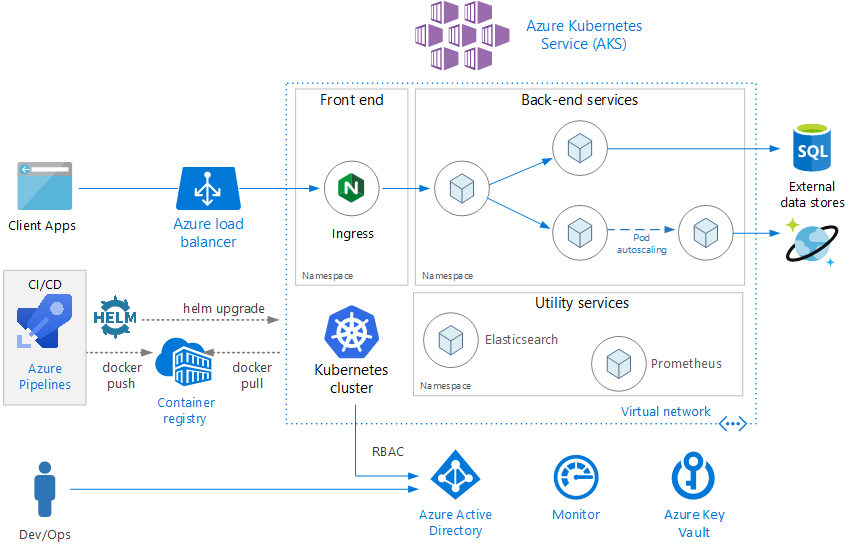 Azure Kubernetes
Service (AKS)
Front end
Back-end services
SQL
Client Apps
Azure load
balancer
N
Ingress
Pod
autoscaling
External
data stores
Namespace
Namespace
CI/CD
Azure
Pipelines
HELM
helm upgrade
docker
push
Container
registry
docker
pull
Kubernetes
cluster
Utility services
Elasticsearch
Prometheus
Namespace
Virtual network
RBAC
Dev/Ops
Azure Active
Directory
Monitor
Azure Key
Vault